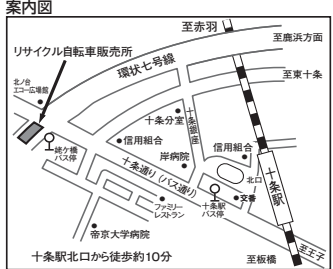 案内図
至赤羽
至鹿浜方面
リサイクル自転車販売所
環状七号線
至東十条
北ノ台
エコー広場館
十条分室
十条銀座
信用組合
信用組合
姥ケ橋
バス停
岸病院
十条通り(バス通り)
北口
十条駅
十条駅
バス停
交番
ファミリー
レストラン
帝京大学病院
十条駅北口から徒歩約10分
至板橋
至王子